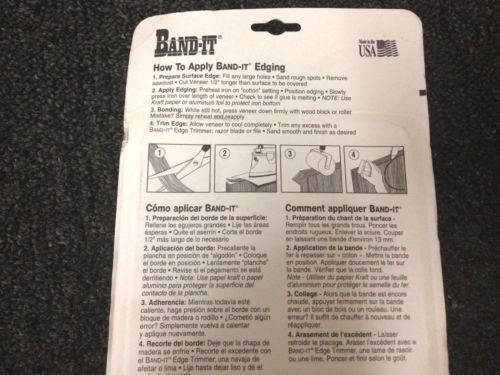 BAND-IT®
Made in the
USA
How To Apply BAND-IT® Edging
1. Prepare Surface Edge: Fill any large holes • Sand rough spots • Remove
sawdust • Cut Veneer 1/2" longer than surface to be covered
2. Apply Edging: Preheat iron on "cotton" setting • Position edging • Slowly
press iron over length of veneer • Check to see if glue is melting • NOTE: Use
Kraft paper or aluminum foil to protect iron bottom
3. Bonding: While still hot, press veneer down firmly with wood block or roller
Mistake? Simply reheat and reapply
4. Trim Edge: Allow veneer to cool completely • Trim any excess with a
BAND-IT® Edge Trimmer, razor blade or file • Sand smooth and finish as desired
1 2 3 4
Cómo aplicar BAND-IT®
1. Preparación del borde de la superficie:
Rellene los agujeros grandes • Lije las áreas
ásperas • Quite el aserrín • Corte el borde
1/2" más largo de lo necesario
2. Aplicación del borde: Precaliente la
plancha en posición de "algodón" • Coloque
el borde en posición • Lentamente "planche"
el borde • Revise si el pegamento se está
derritiendo • Nota: Use papel Kraft o papel
aluminio para proteger la superficie del
contacto de la plancha.
3. Adherencia: Mientras todavía esté
caliente, haga presión sobre el borde con un
bloque de madera o rodillo • ¿Cometió algún
error? Simplemente vuelva a calentar
y aplique nuevamente.
4. Recorte del borde: Deje que la chapa de
madera se enfríe • Recorte el excedente con
el BAND-IT® Edge Trimmer, una navaja de
afeitar o lima • Lije hasta dejar liso y dé el
Comment appliquer BAND-IT®
1. Préparation du chant de la surface -
Remplir tous les grands trous. Poncer les
endroits rugueux. Enlever la sciure. Couper
en laissant une bande d'environ 13 mm.
2. Application de la bande - Préchauffer le
fer à repasser sur « coton ». Mettre la bande
en position. Appliquer doucement le fer sur
la bande. Vérifier que la colle fond.
- Note - Utiliser du papier Kraft ou une feuille
d'aluminium pour protéger la semelle du fer.
3. Collage - Alors que la bande est encore
chaude, appuyer fermement sur la bande
avec un bloc de bois ou un rouleau. Une
erreur? Il suffit de chauffer à nouveau et de
réappliquer.
4. Arasement de l'excédent - Laisser
refroidir le placage. Araser l'excédent avec le
BAND-IT® Edge Trimmer, une lame de rasoir
ou une lime. Poncer et finir selon le goût.